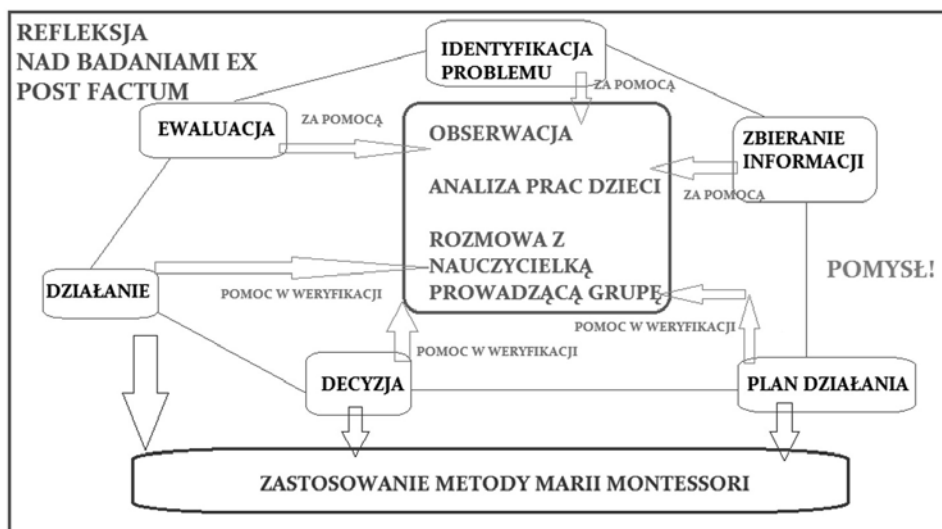 REFLEKSJA
NAD BADANIAMI EX
POST FACTUM
IDENTYFIKACJA
PROBLEMU
ZA POMOCĄ
EWALUACJA
ZA POMOCĄ
OBSERWACJA
ANALIZA PRAC DZIECI
ROZMOWA Z
NAUCZYCIELKĄ
PROWADZĄCĄ GRUPĘ
ZBIERANIE
INFORMACJI
ZA POMOCĄ
POMYSŁ!
DZIAŁANIE
POMOC W WERYFIKACJI
POMOC W WERYFIKACJI
POMOC W WERYFIKACJI
DECYZJA
PLAN DZIAŁANIA
ZASTOSOWANIE METODY MARII MONTESSORI